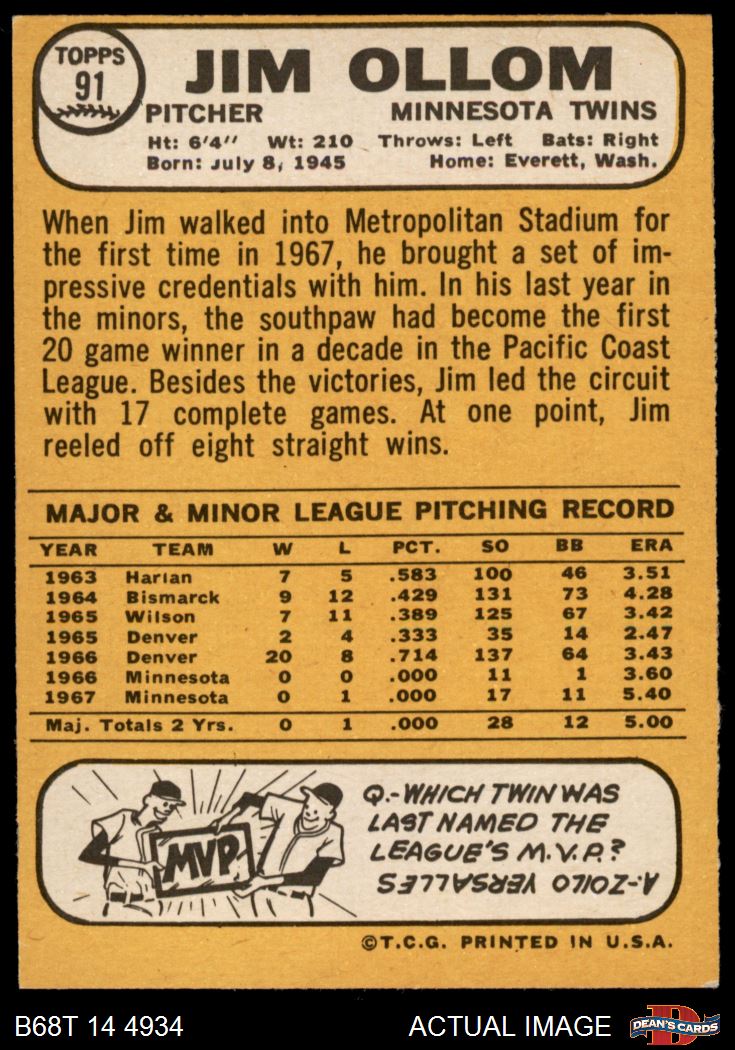 TOPPS
91
JIM OLLOM
PITCHER MINNESOTA TWINS
Ht: 6'4'' Wt: 210 Throws: Left Bats: Right
Born: July 8, 1945 Home: Everett, Wash.
When Jim walked into Metropolitan Stadium for
the first time in 1967, he brought a set of im-
pressive credentials with him. In his last year in
the minors, the southpaw had become the first
20 game winner in a decade in the Pacific Coast
League. Besides the victories, Jim led the circuit
with 17 complete games. At one point, Jim
reeled off eight straight wins.
MAJOR & MINOR LEAGUE PITCHING RECORD
YEAR TEAM W L PCT. SO BB ERA
1963 Harlan 7 5 .583 100 46 3.51
1964 Bismarck 9 12 .429 131 73 4.28
1965 Wilson 7 11 .389 125 67 3.42
1965 Denver 2 4 .333 35 14 2.47
1966 Denver 20 8 .714 137 64 3.43
1966 Minnesota 0 0 .000 11 1 3.60
1967 Minnesota 0 1 .000 17 11 5.40
Maj. Totals 2 Yrs. 0 1 .000 28 12 5.00
MVP
Q.-WHICH TWIN WAS
LAST NAMED THE
LEAGUE'S M.V.P.?
A-ZOILO VERSALLES
©T.C.G. PRINTED IN U.S.A.
B68T 14 4934 ACTUAL IMAGE D DEAN'S CARDS